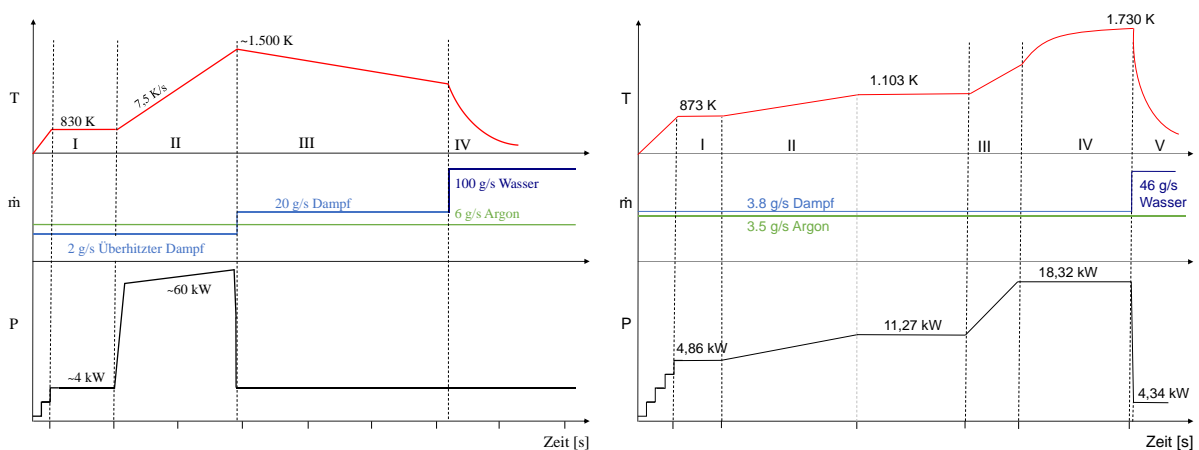 ~1.500 K
T
7,5 K/s
830 K
I
II
III
IV
100 g/s Wasser
ṁ
20 g/s Dampf
6 g/s Argon
2 g/s Überhitzter Dampf
~60 kW
P
~4 kW
Zeit [s]
1.730 K
1.103 K
T
873 K
I
II
III
IV
V
46 g/s
Wasser
ṁ
3.8 g/s Dampf
3.5 g/s Argon
18,32 kW
P
11,27 kW
4,86 kW
4,34 kW
Zeit [s]